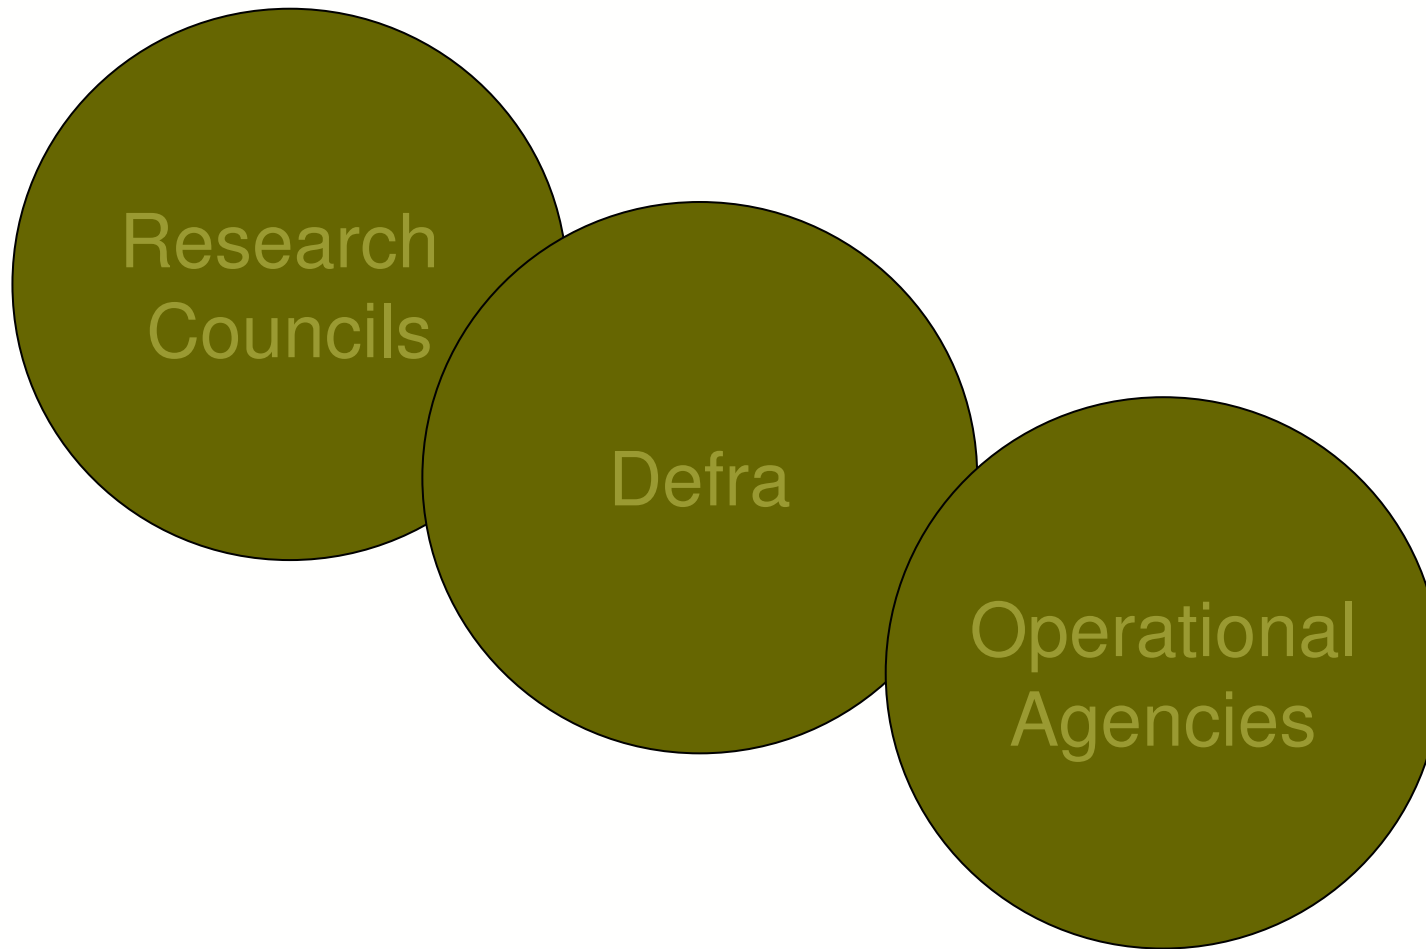 Research
Councils
Defra
Operational
Agencies